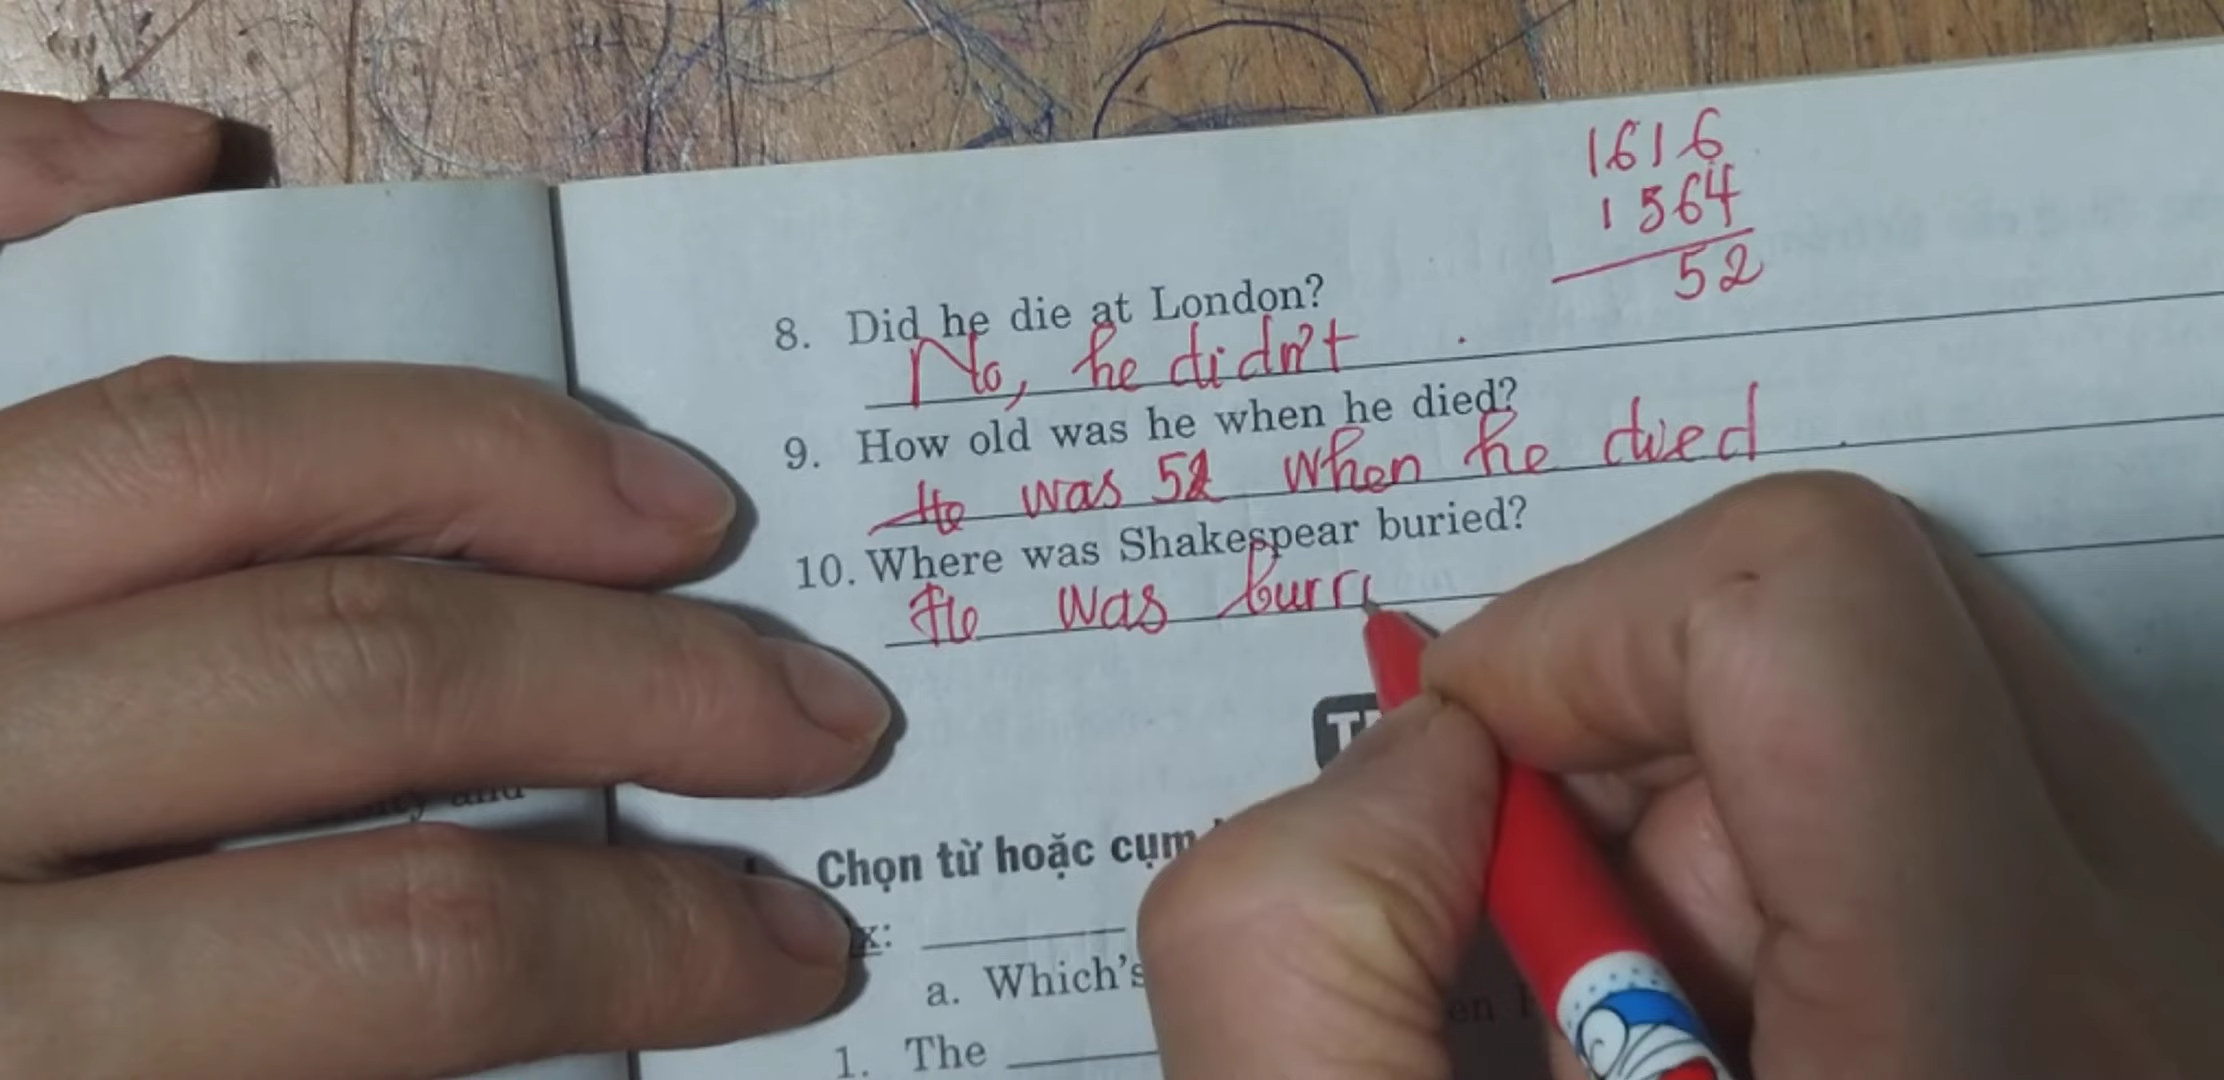 1616
1564
52
8. Did he die at London?
No, he didn't.
9. How old was he when he died?
He was 52 when he died.
10. Where was Shakespear buried?
He was burri
and
Chọn từ hoặc cụm
x:
a. Which's
1. The